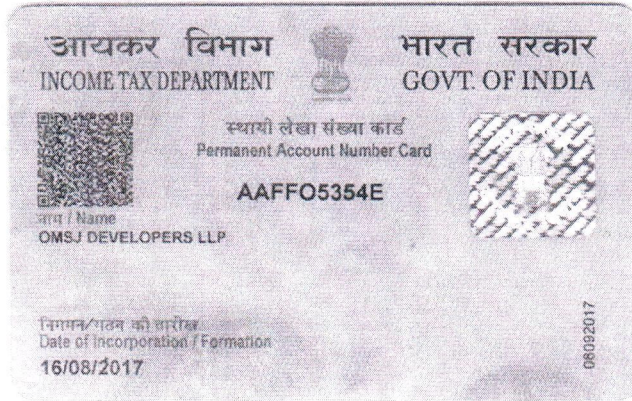 आयकर विभाग
INCOME TAX DEPARTMENT
भारत सरकार
GOVT. OF INDIA
स्थायी लेखा संख्या कार्ड
Permanent Account Number Card
AAFFO5354E
नाम / Name
OMSJ DEVELOPERS LLP
निगमन/गठन की तारीख
Date of Incorporation / Formation
16/08/2017
08092017